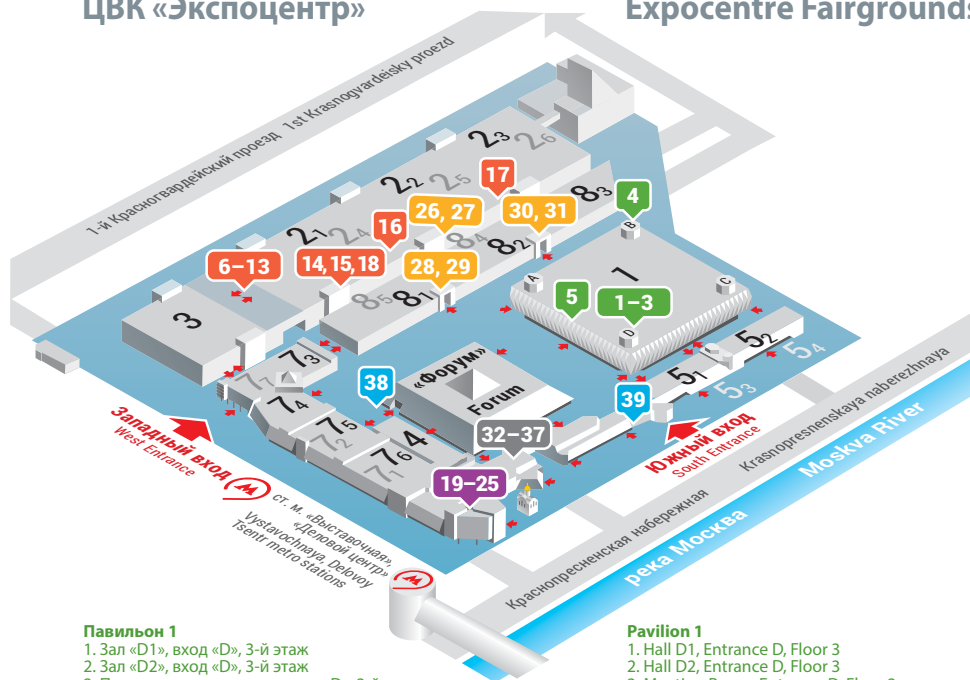 ЦВК «Экспоцентр»
Expocentre Fairgrounds
1-й Красногвардейский проезд 1st Krasnogvardeisky proezd
2₃
2₆
2₂
2₅
17
8₃
4
26, 27
30, 31
2₁
2₄
16
8₄
8₂
B
6–13
14, 15, 18
28, 29
A
1
C
5
1–3
8₅
8₁
3
D
5₂
5₄
7₃
7₇
38
«Форум»
Forum
5₁
5₃
39
7₄
7₅
7₂
4
7₆
7₁
32–37
19–25
Западный вход
West Entrance
Южный вход
South Entrance
ст. м. «Выставочная»,
«Деловой центр»
Vystavochnaya, Delovoy
Tsentr metro stations
Краснопресненская набережная Krasnopresnenskaya naberezhnaya
река Москва Moskva River
Павильон 1
1. Зал «D1», вход «D», 3-й этаж
2. Зал «D2», вход «D», 3-й этаж
Pavilion 1
1. Hall D1, Entrance D, Floor 3
2. Hall D2, Entrance D, Floor 3